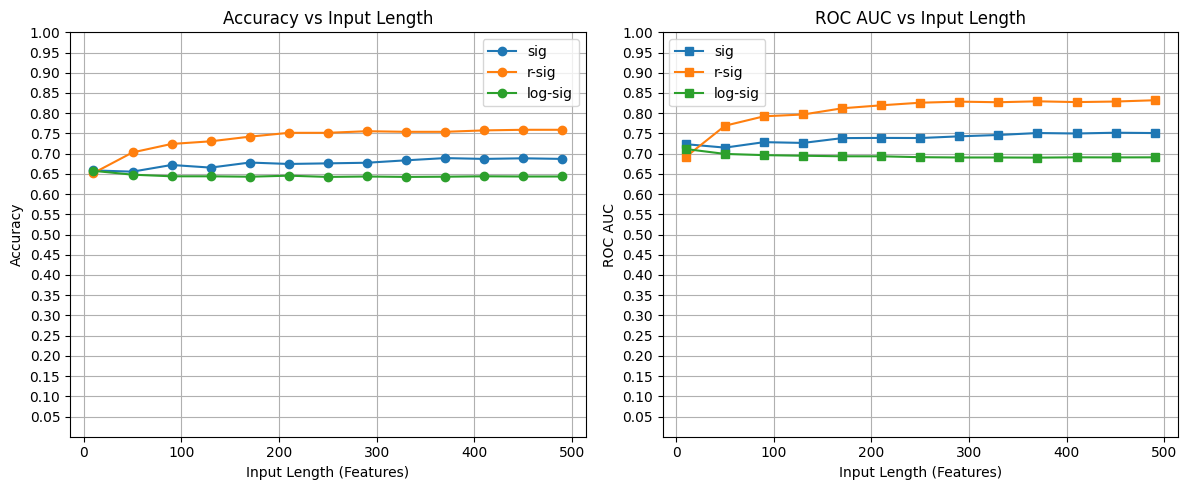 Accuracy vs Input Length
1.00
0.95
0.90
0.85
0.80
0.75
0.70
0.65
0.60
0.55
0.50
0.45
0.40
0.35
0.30
0.25
0.20
0.15
0.10
0.05
Accuracy
sig
r-sig
log-sig
0 100 200 300 400 500
Input Length (Features)
ROC AUC vs Input Length
1.00
0.95
0.90
0.85
0.80
0.75
0.70
0.65
0.60
0.55
0.50
0.45
0.40
0.35
0.30
0.25
0.20
0.15
0.10
0.05
ROC AUC
sig
r-sig
log-sig
0 100 200 300 400 500
Input Length (Features)